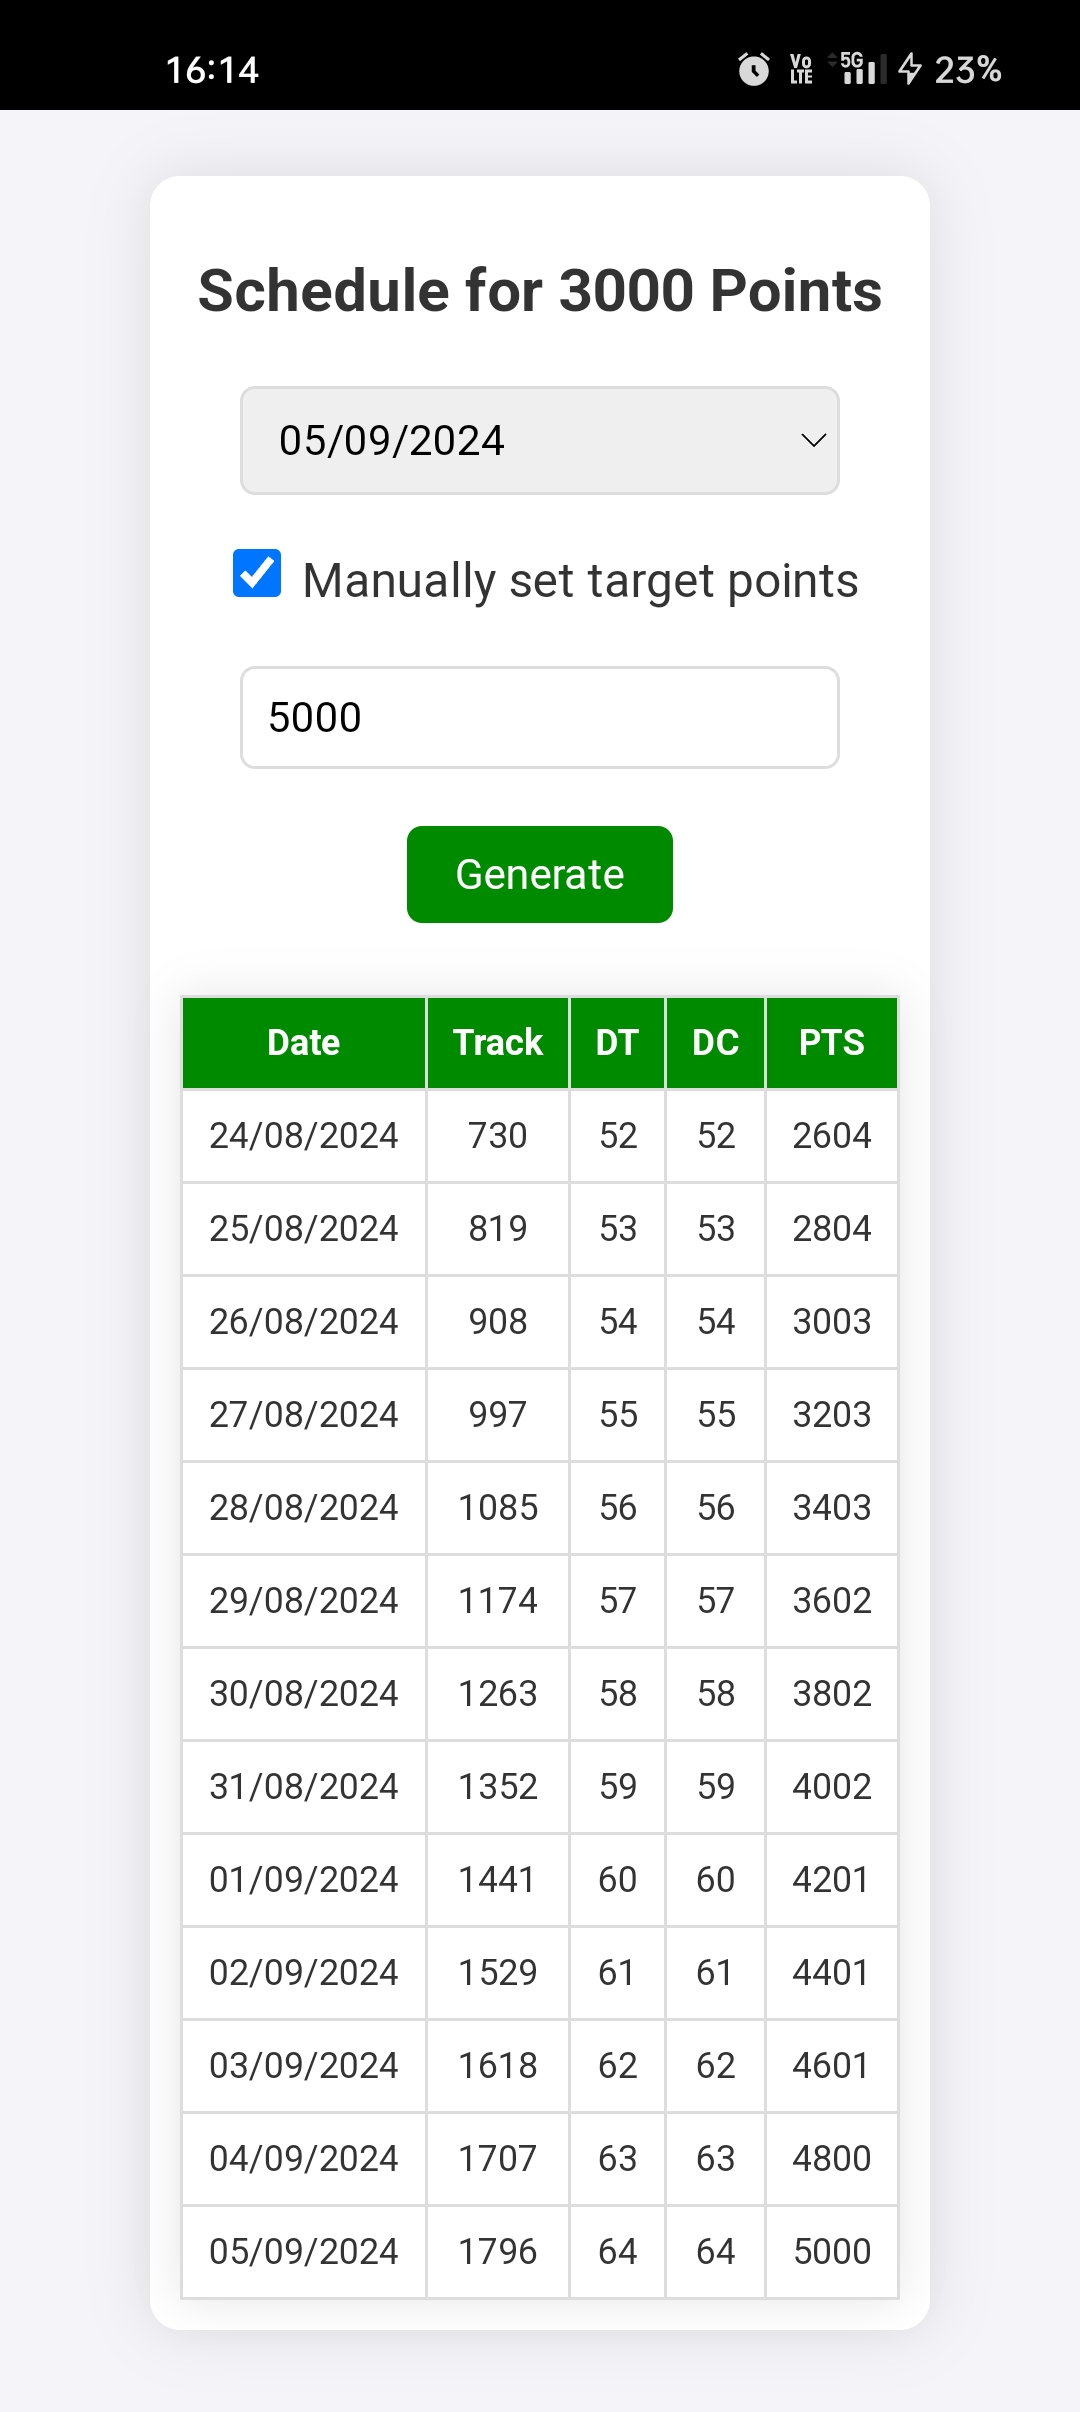 16:14 Vo LTE 5G 23%
Schedule for 3000 Points
05/09/2024
Manually set target points
5000
Generate
Date Track DT DC PTS
24/08/2024 730 52 52 2604
25/08/2024 819 53 53 2804
26/08/2024 908 54 54 3003
27/08/2024 997 55 55 3203
28/08/2024 1085 56 56 3403
29/08/2024 1174 57 57 3602
30/08/2024 1263 58 58 3802
31/08/2024 1352 59 59 4002
01/09/2024 1441 60 60 4201
02/09/2024 1529 61 61 4401
03/09/2024 1618 62 62 4601
04/09/2024 1707 63 63 4800
05/09/2024 1796 64 64 5000